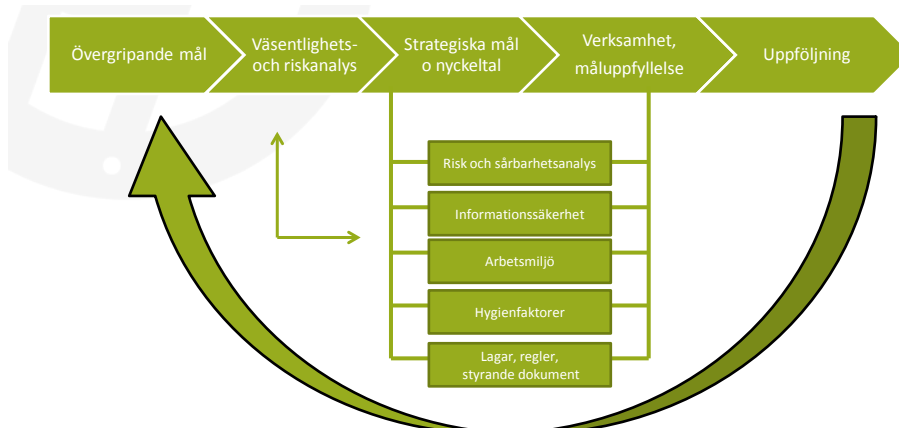 Övergripande mål
Väsentlighets-
och riskanalys
Strategiska mål
o nyckeltal
Verksamhet,
måluppfyllelse
Uppföljning
Risk och sårbarhetsanalys
Informationssäkerhet
Arbetsmiljö
Hygienfaktorer
Lagar, regler,
styrande dokument